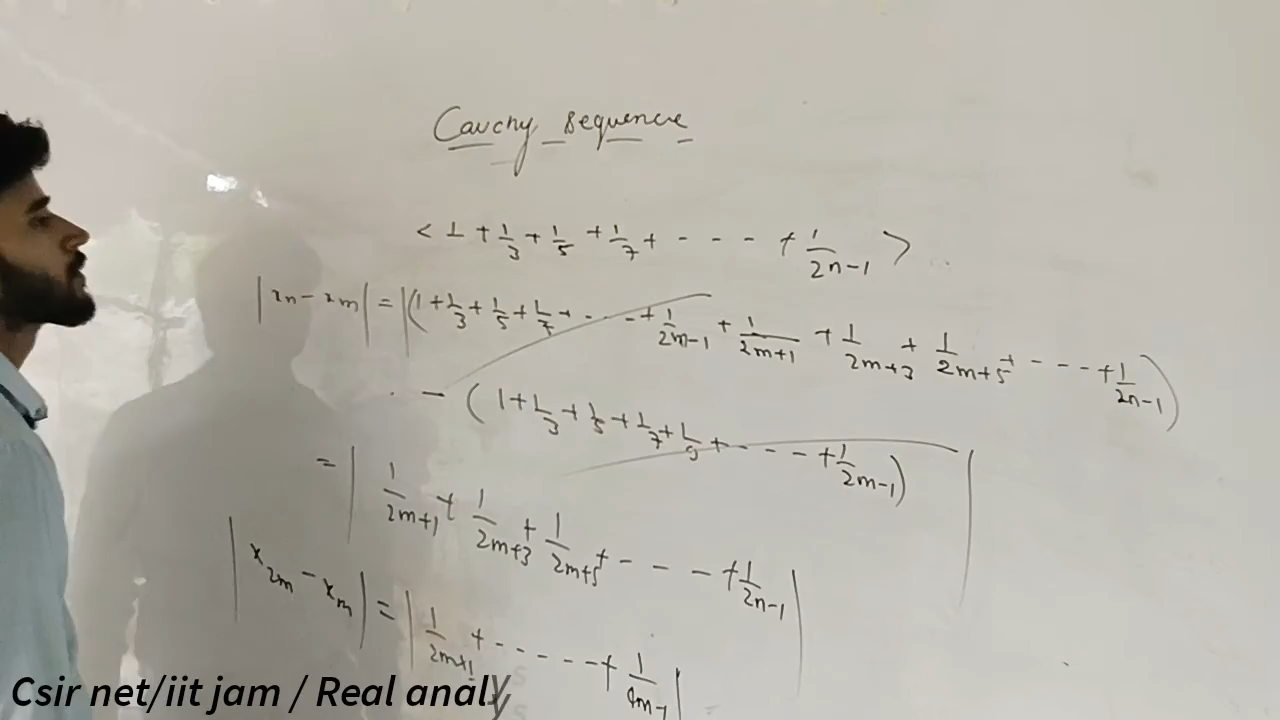 Cauchy sequence
< 1 + 1/3 + 1/5 + 1/7 + - - - + 1/2n-1 >
|xn - xm| = |(1 + 1/3 + 1/5 + 1/7 + - - - + 1/2m-1 + 1/2m+1 + 1/2m+3 + 1/2m+5 + - - - + 1/2n-1)
- (1 + 1/3 + 1/5 + 1/7 + 1/9 + - - - - + 1/2m-1)|
= | 1/2m+1 + 1/2m+3 + 1/2m+5 + - - - + 1/2n-1 |
|x2m - xm| = | 1/2m+1 + - - - - - + 1/4m-1 |
Csir net/iit jam / Real analy